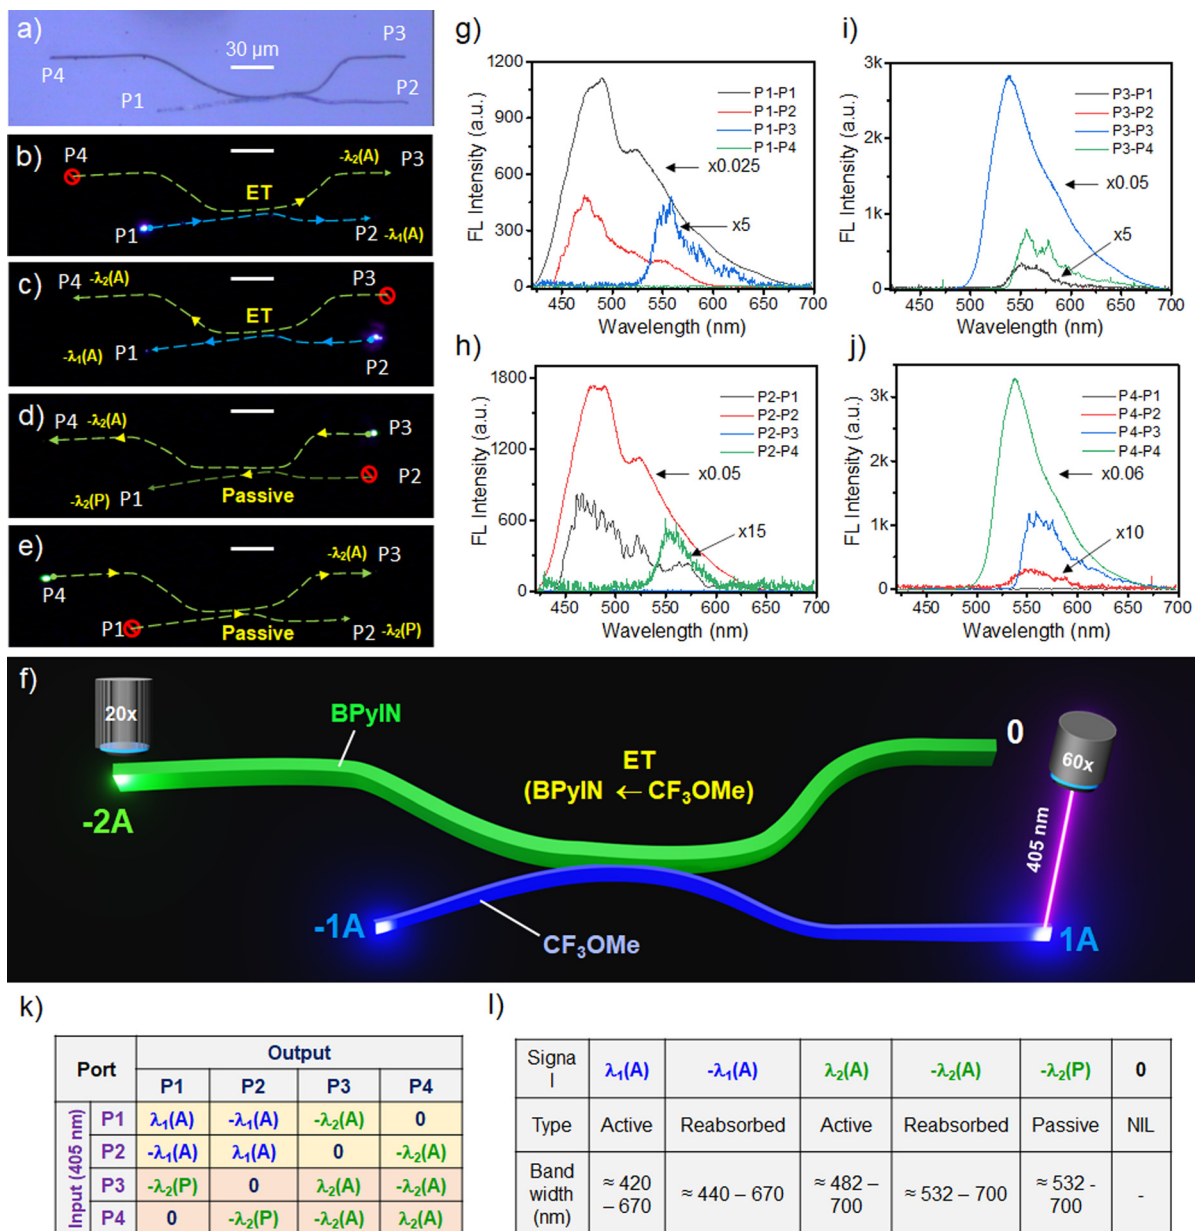 a)
P3
30 µm
P4
P2
P1
b)
P4
-λ₂(A)
P3
ET
P1
P2
-λ₁(A)
c)
P4
-λ₂(A)
P3
ET
P1
-λ₁(A)
P2
d)
P4
-λ₂(A)
P3
P2
P1
-λ₂(P)
Passive
e)
-λ₂(A)
P3
P4
P1
Passive
P2
-λ₂(P)
g)
FL Intensity (a.u.)
1200
900
600
300
0
P1-P1
P1-P2
P1-P3
P1-P4
x0.025
x5
450 500 550 600 650 700
Wavelength (nm)
i)
FL Intensity (a.u.)
3k
2k
1k
0
P3-P1
P3-P2
P3-P3
P3-P4
x0.05
x5
450 500 550 600 650 700
Wavelength (nm)
h)
FL Intensity (a.u.)
1800
1200
600
0
P2-P1
P2-P2
P2-P3
P2-P4
x0.05
x15
450 500 550 600 650 700
Wavelength (nm)
j)
FL Intensity (a.u.)
3k
2k
1k
0
P4-P1
P4-P2
P4-P3
P4-P4
x0.06
x10
450 500 550 600 650 700
Wavelength (nm)
f)
20x
BPyIN
0
60x
ET
(BPyIN ← CF₃OMe)
405 nm
-2A
-1A
CF₃OMe
1A
k)
Port Output
P1 P2 P3 P4
Input (405 nm)
P1 λ₁(A) -λ₁(A) -λ₂(A) 0
P2 -λ₁(A) λ₁(A) 0 -λ₂(A)
P3 -λ₂(P) 0 λ₂(A) -λ₂(A)
P4 0 -λ₂(P) -λ₂(A) λ₂(A)
l)
Signa
l
λ₁(A) -λ₁(A) λ₂(A) -λ₂(A) -λ₂(P) 0
Type Active Reabsorbed Active Reabsorbed Passive NIL
Band
width
(nm)
≈ 420
– 670
≈ 440 – 670
≈ 482 –
700
≈ 532 – 700
≈ 532 -
700
-